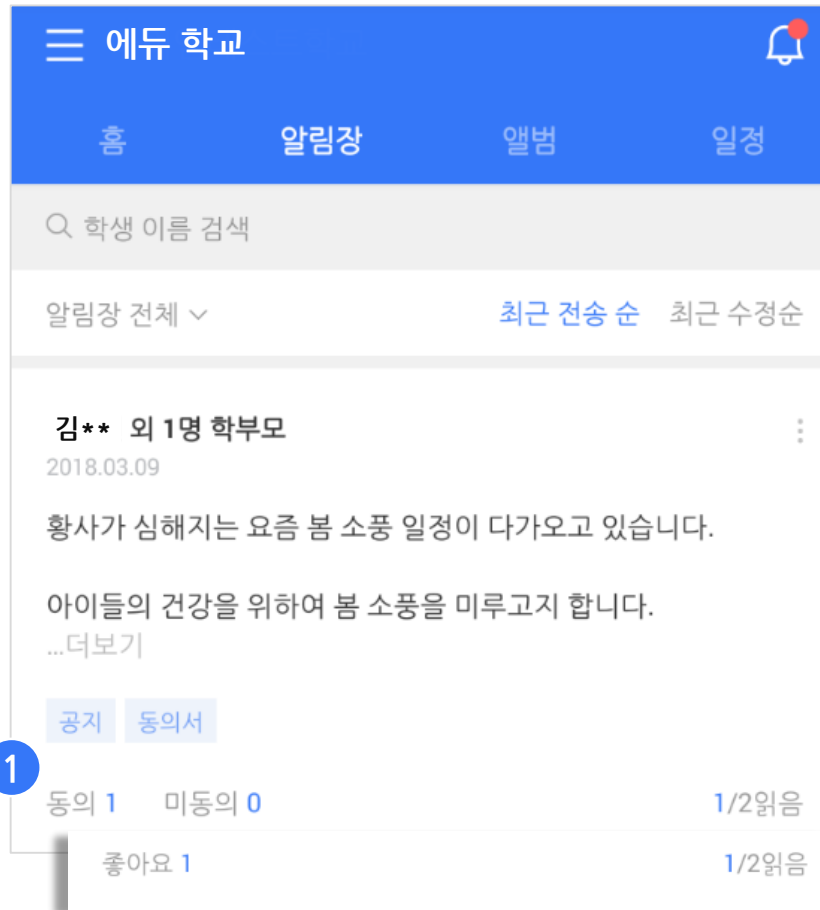 에듀 학교
홈 알림장 앨범 일정
학생 이름 검색
알림장 전체 최근 전송 순 최근 수정순
김** 외 1명 학부모
2018.03.09
황사가 심해지는 요즘 봄 소풍 일정이 다가오고 있습니다.
아이들의 건강을 위하여 봄 소풍을 미루고지 합니다.
...더보기
공지 동의서
1
동의 1 미동의 0 1/2읽음
좋아요 1 1/2읽음